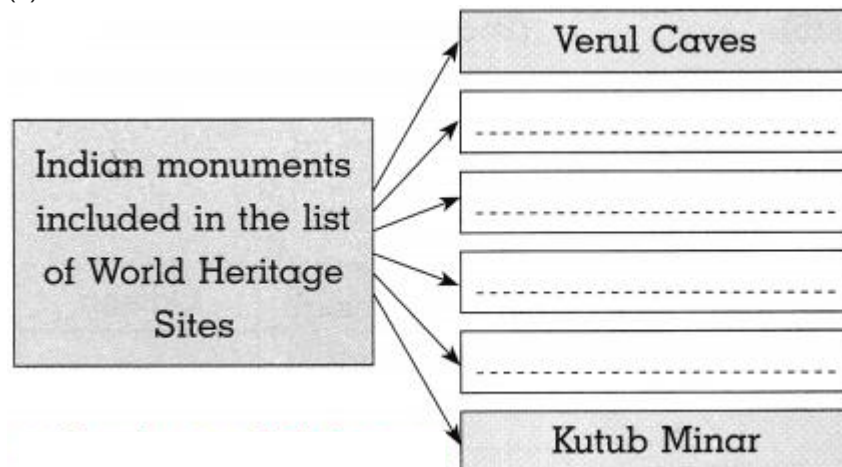 Indian monuments
included in the list
of World Heritage
Sites
Verul Caves
Kutub Minar